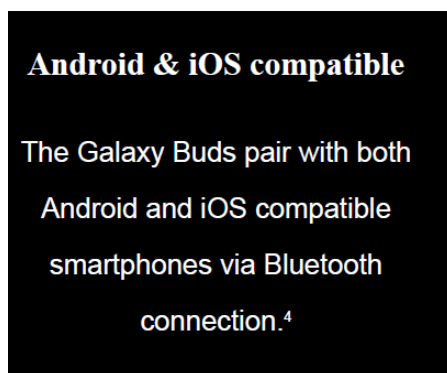 Android & iOS compatible
The Galaxy Buds pair with both
Android and iOS compatible
smartphones via Bluetooth
connection.⁴